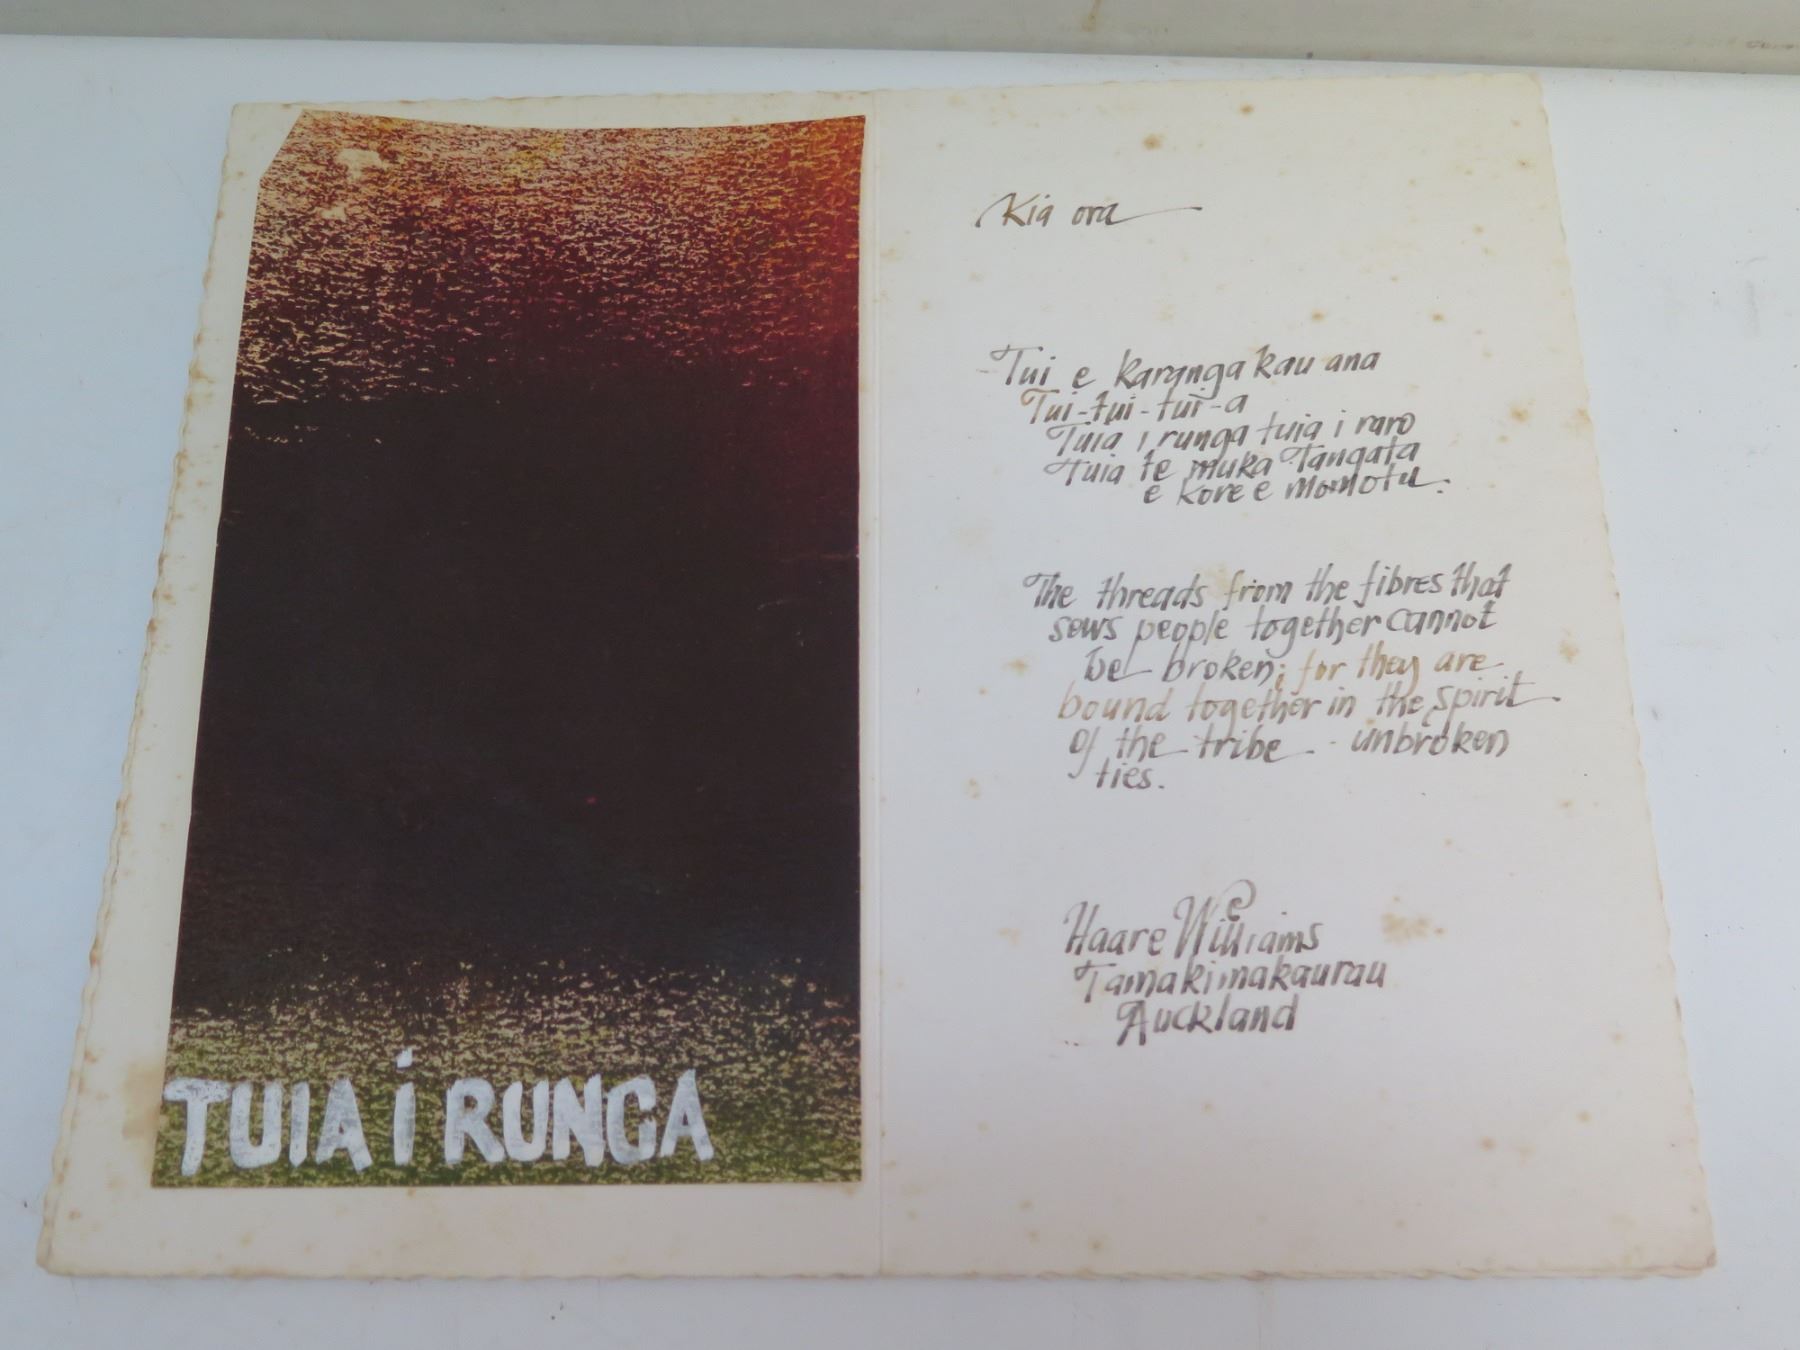 TUIA i RUNGA
Kia ora
Tui e karanga kau ana
Tui-tui-tui-a
Tuia i runga tuia i raro
Tuia te muka Tangata
e kore e momotu.
The threads from the fibres that
sews people together cannot
be broken; for they are
bound together in the spirit
of the tribe - unbroken
ties.
Haare Williams
Tamakimakaurau
Auckland